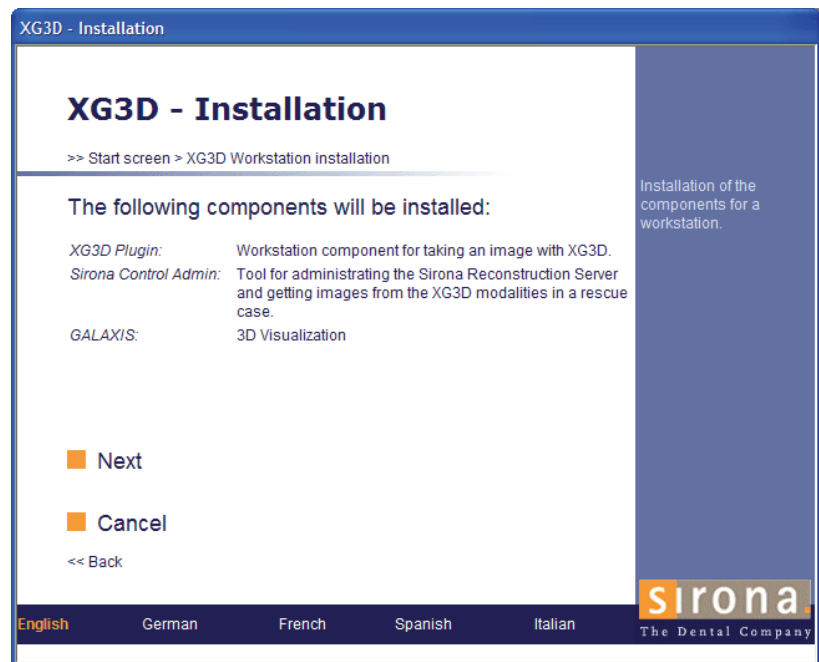 XG3D - Installation
XG3D - Installation
>> Start screen > XG3D Workstation installation
The following components will be installed:
XG3D Plugin: Workstation component for taking an image with XG3D.
Sirona Control Admin: Tool for administrating the Sirona Reconstruction Server
and getting images from the XG3D modalities in a rescue
case.
GALAXIS: 3D Visualization
Next
Cancel
<< Back
Installation of the
components for a
workstation.
English German French Spanish Italian
sirona.
The Dental Company